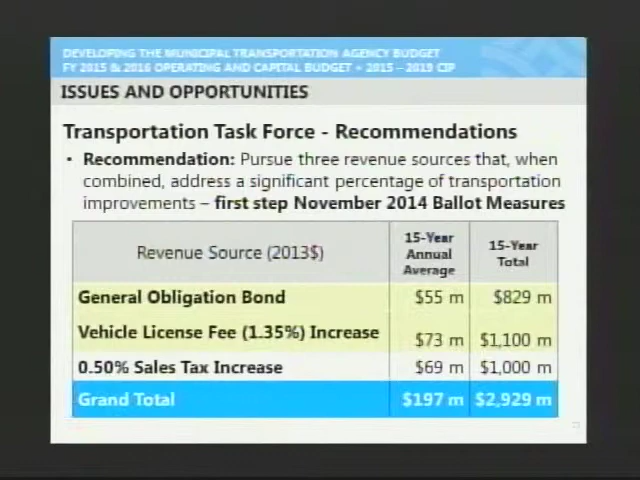 DEVELOPING THE MUNICIPAL TRANSPORTATION AGENCY BUDGET
FY 2015 & 2016 OPERATING AND CAPITAL BUDGET • 2015 – 2019 CIP
ISSUES AND OPPORTUNITIES
Transportation Task Force - Recommendations
• Recommendation: Pursue three revenue sources that, when
combined, address a significant percentage of transportation
improvements – first step November 2014 Ballot Measures
Revenue Source (2013$) 15-Year Annual Average 15-Year Total
General Obligation Bond $55 m $829 m
Vehicle License Fee (1.35%) Increase $73 m $1,100 m
0.50% Sales Tax Increase $69 m $1,000 m
Grand Total $197 m $2,929 m